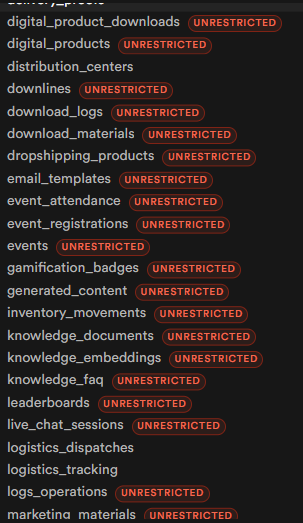 delivery_proofs
digital_product_downloads UNRESTRICTED
digital_products UNRESTRICTED
distribution_centers
downlines UNRESTRICTED
download_logs UNRESTRICTED
download_materials UNRESTRICTED
dropshipping_products UNRESTRICTED
email_templates UNRESTRICTED
event_attendance UNRESTRICTED
event_registrations UNRESTRICTED
events UNRESTRICTED
gamification_badges UNRESTRICTED
generated_content UNRESTRICTED
inventory_movements UNRESTRICTED
knowledge_documents UNRESTRICTED
knowledge_embeddings UNRESTRICTED
knowledge_faq UNRESTRICTED
leaderboards UNRESTRICTED
live_chat_sessions UNRESTRICTED
logistics_dispatches
logistics_tracking
logs_operations UNRESTRICTED
marketing_materials UNRESTRICTED